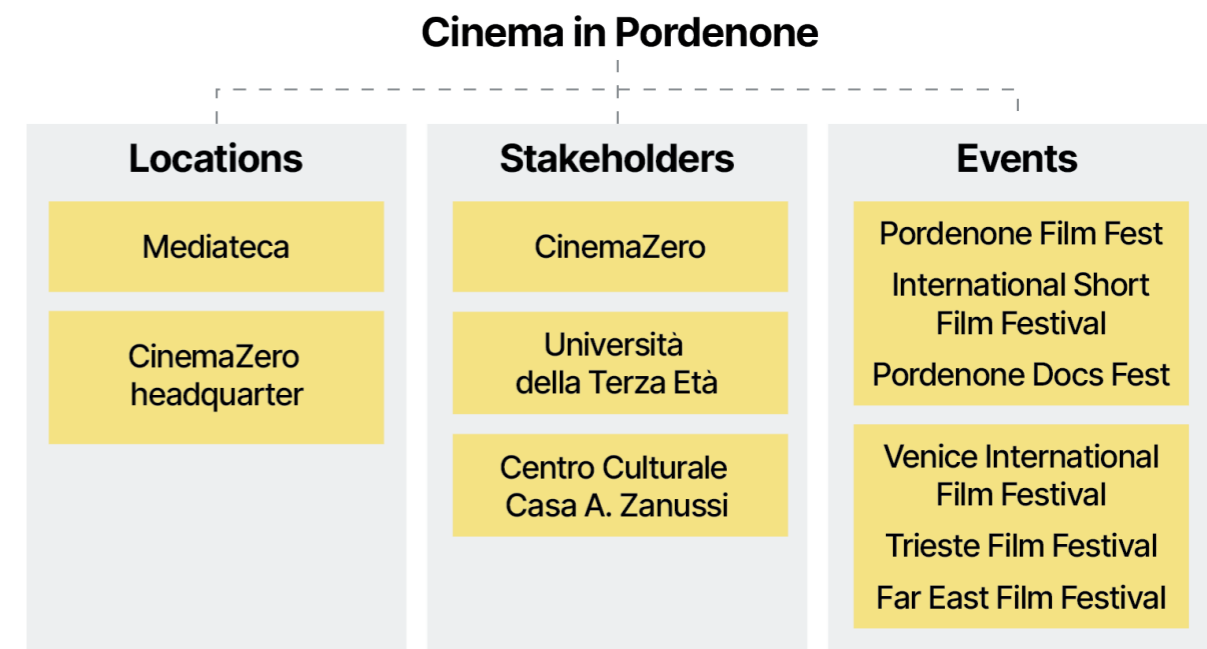 Cinema in Pordenone
Locations
Mediateca
CinemaZero
headquarter
Stakeholders
CinemaZero
Università
della Terza Età
Centro Culturale
Casa A. Zanussi
Events
Pordenone Film Fest
International Short
Film Festival
Pordenone Docs Fest
Venice International
Film Festival
Trieste Film Festival
Far East Film Festival